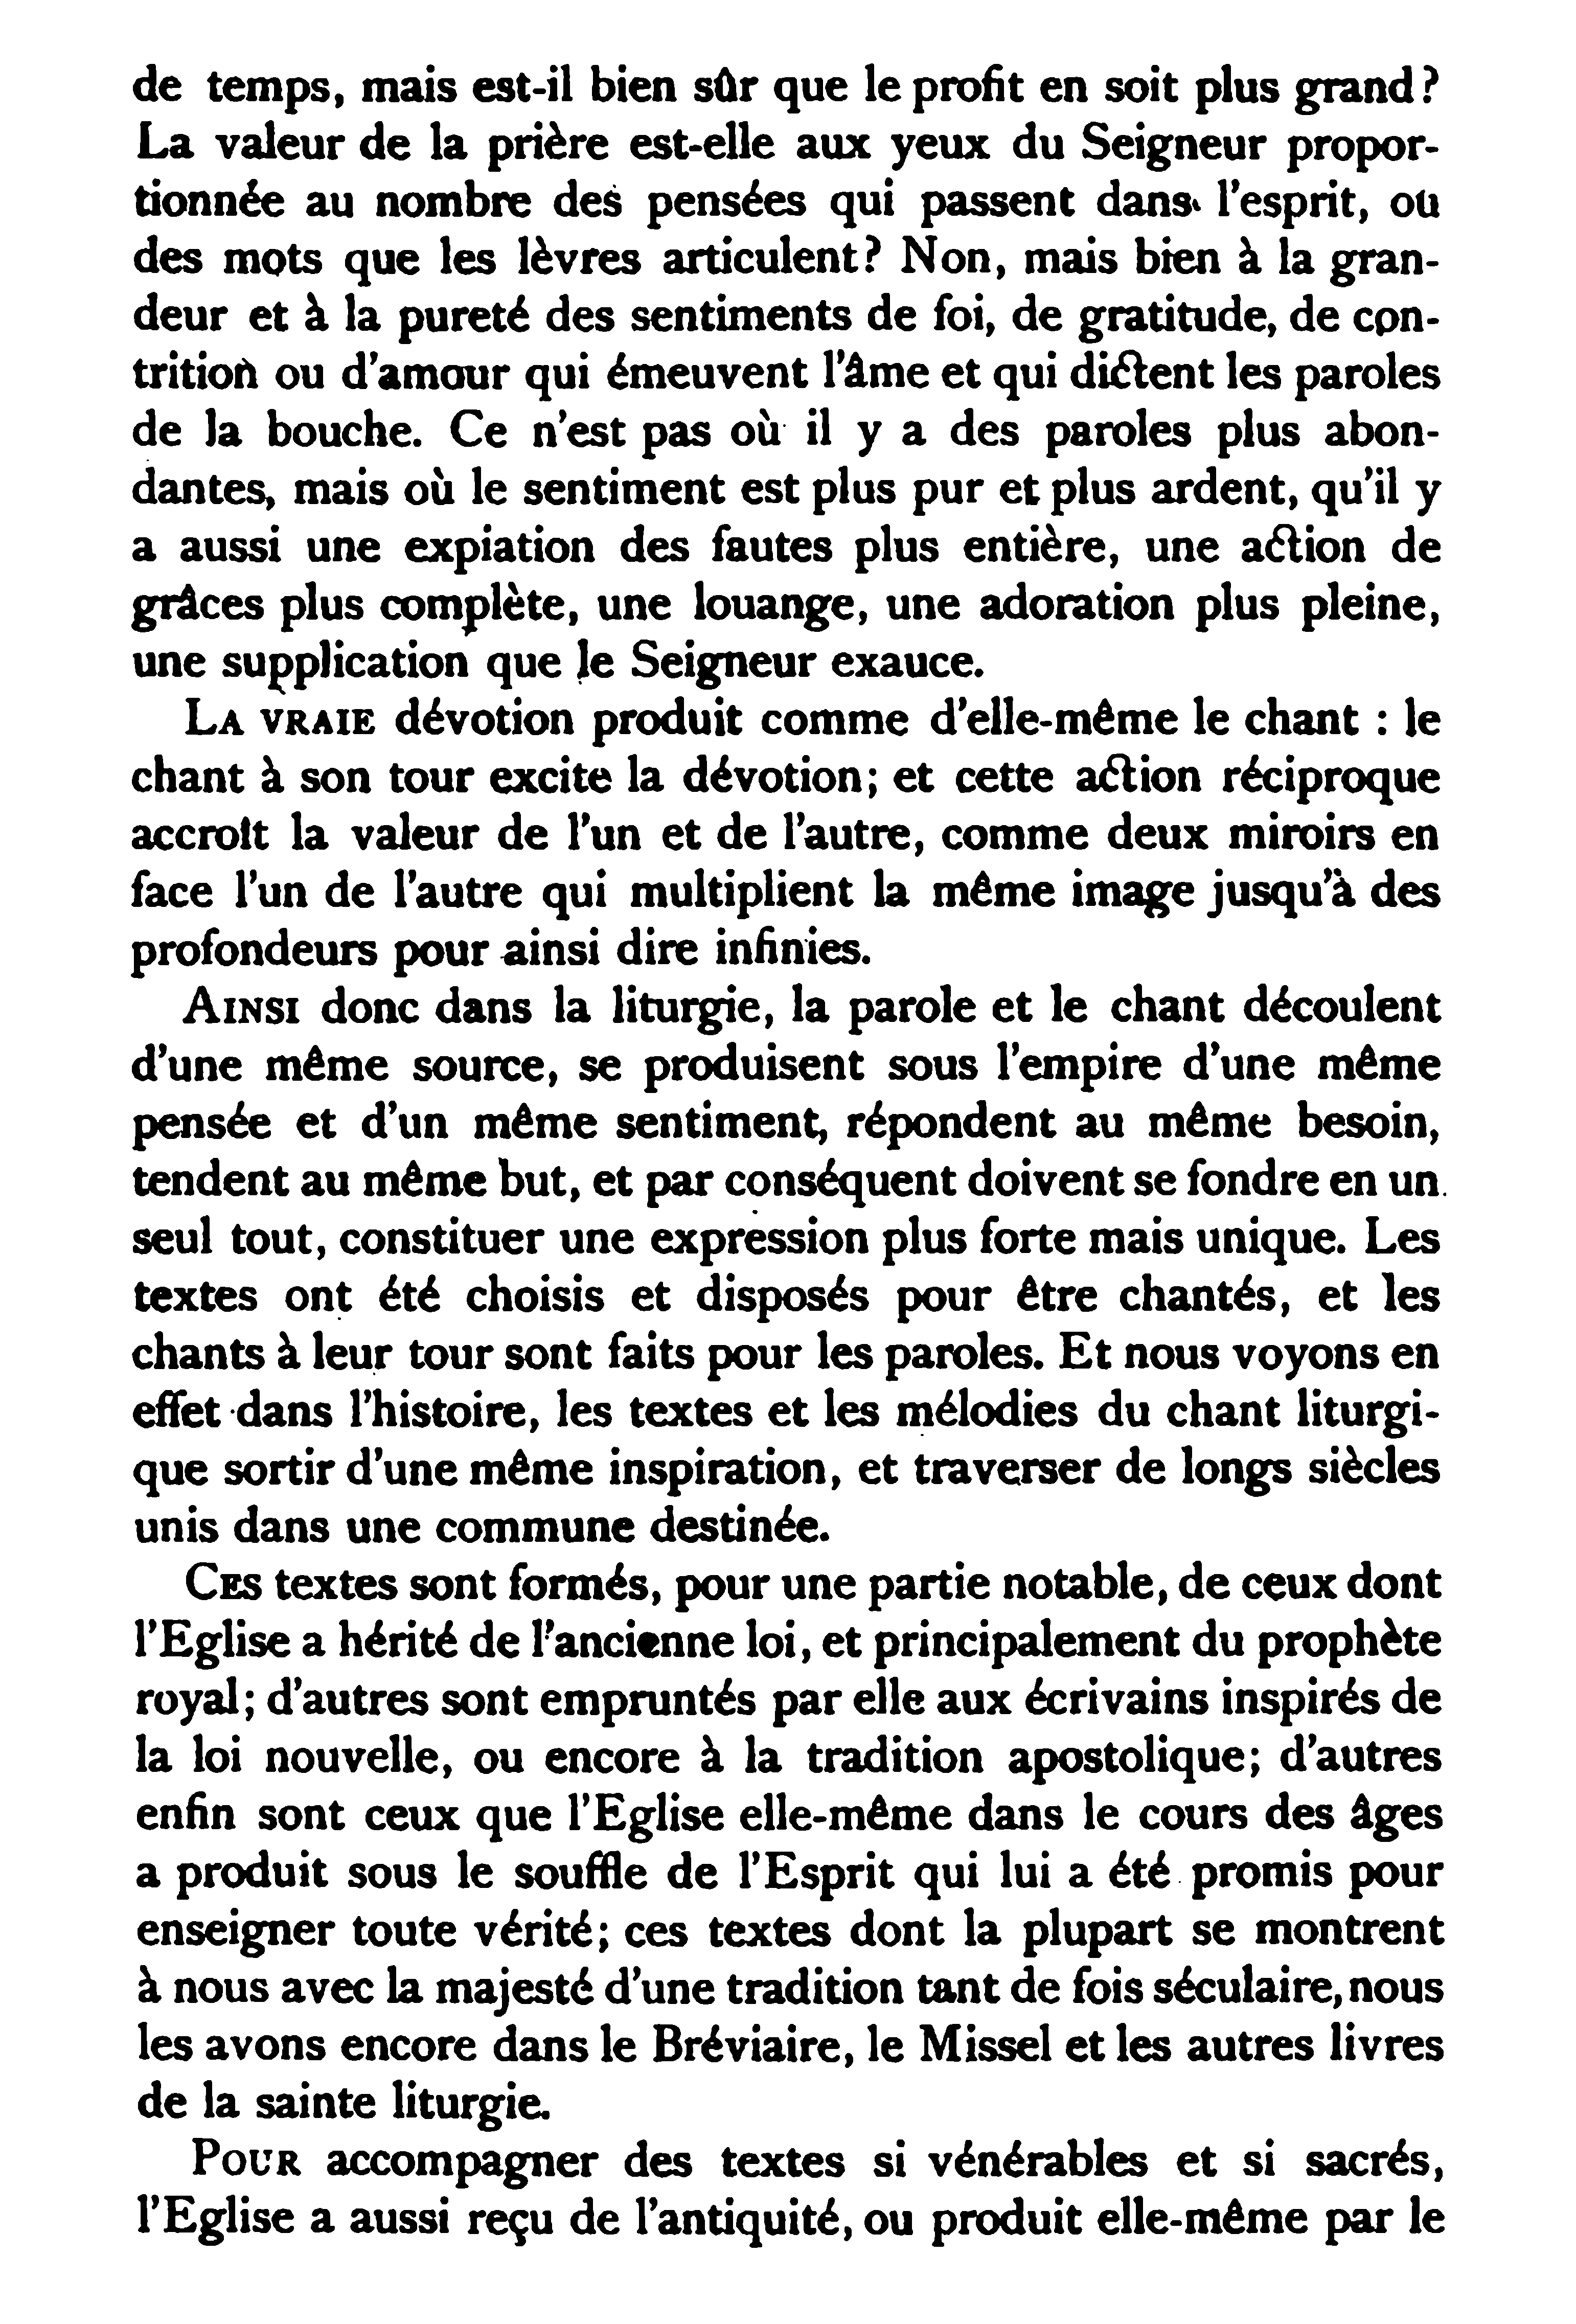 de temps, mais est-il bien sûr que le profit en soit plus grand?
La valeur de la prière est-elle aux yeux du Seigneur propor-
tionnée au nombre des pensées qui passent dans l'esprit, ou
des mots que les lèvres articulent? Non, mais bien à la gran-
deur et à la pureté des sentiments de foi, de gratitude, de con-
trition ou d'amour qui émeuvent l'âme et qui dictent les paroles
de la bouche. Ce n'est pas où il y a des paroles plus abon-
dantes, mais où le sentiment est plus pur et plus ardent, qu'il y
a aussi une expiation des fautes plus entière, une action de
grâces plus complète, une louange, une adoration plus pleine,
une supplication que le Seigneur exauce.
LA VRAIE dévotion produit comme d'elle-même le chant : le
chant à son tour excite la dévotion; et cette action réciproque
accroît la valeur de l'un et de l'autre, comme deux miroirs en
face l'un de l'autre qui multiplient la même image jusqu'à des
profondeurs pour ainsi dire infinies.
AINSI donc dans la liturgie, la parole et le chant découlent
d'une même source, se produisent sous l'empire d'une même
pensée et d'un même sentiment, répondent au même besoin,
tendent au même but, et par conséquent doivent se fondre en un
seul tout, constituer une expression plus forte mais unique. Les
textes ont été choisis et disposés pour être chantés, et les
chants à leur tour sont faits pour les paroles. Et nous voyons en
effet dans l'histoire, les textes et les mélodies du chant liturgi-
que sortir d'une même inspiration, et traverser de longs siècles
unis dans une commune destinée.
CES textes sont formés, pour une partie notable, de ceux dont
l'Eglise a hérité de l'ancienne loi, et principalement du prophète
royal; d'autres sont empruntés par elle aux écrivains inspirés de
la loi nouvelle, ou encore à la tradition apostolique; d'autres
enfin sont ceux que l'Eglise elle-même dans le cours des âges
a produit sous le souffle de l'Esprit qui lui a été promis pour
enseigner toute vérité; ces textes dont la plupart se montrent
à nous avec la majesté d'une tradition tant de fois séculaire, nous
les avons encore dans le Bréviaire, le Missel et les autres livres
de la sainte liturgie.
POUR accompagner des textes si vénérables et si sacrés,
l'Eglise a aussi reçu de l'antiquité, ou produit elle-même par le